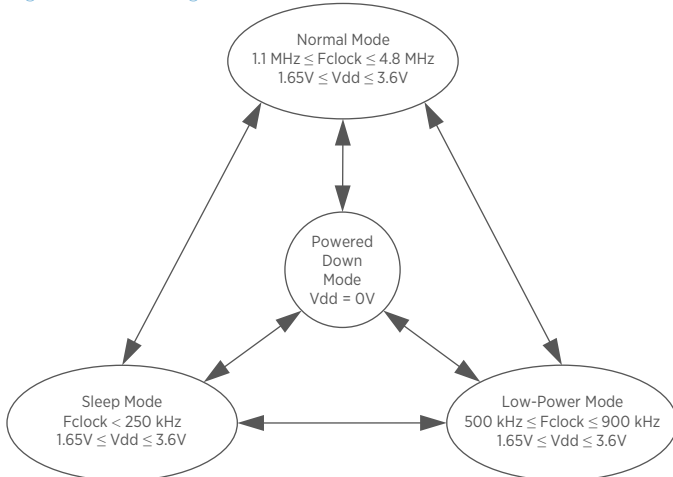 Normal Mode
1.1 MHz ≤ Fclock ≤ 4.8 MHz
1.65V ≤ Vdd ≤ 3.6V
Powered
Down
Mode
Vdd = 0V
Sleep Mode
Fclock < 250 kHz
1.65V ≤ Vdd ≤ 3.6V
Low-Power Mode
500 kHz ≤ Fclock ≤ 900 kHz
1.65V ≤ Vdd ≤ 3.6V